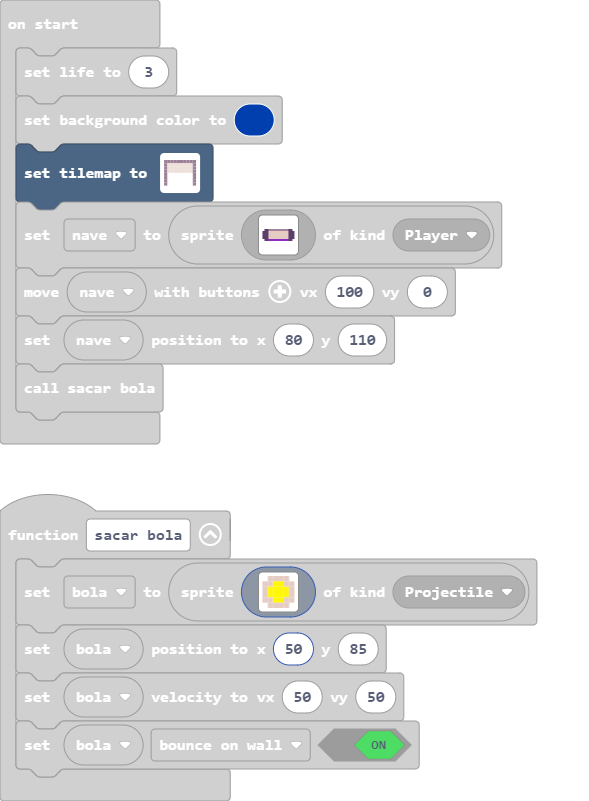 on start
set life to 3
set background color to
set tilemap to
set nave to sprite of kind Player
move nave with buttons vx 100 vy 0
set nave position to x 80 y 110
call sacar bola
function sacar bola
set bola to sprite of kind Projectile
set bola position to x 50 y 85
set bola velocity to vx 50 vy 50
set bola bounce on wall ON